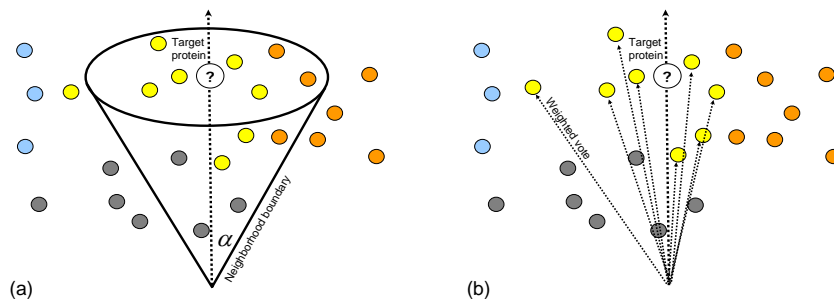 Target
protein
?
α
Neighborhood boundary
(a)
Target
protein
?
Weighted vote
(b)